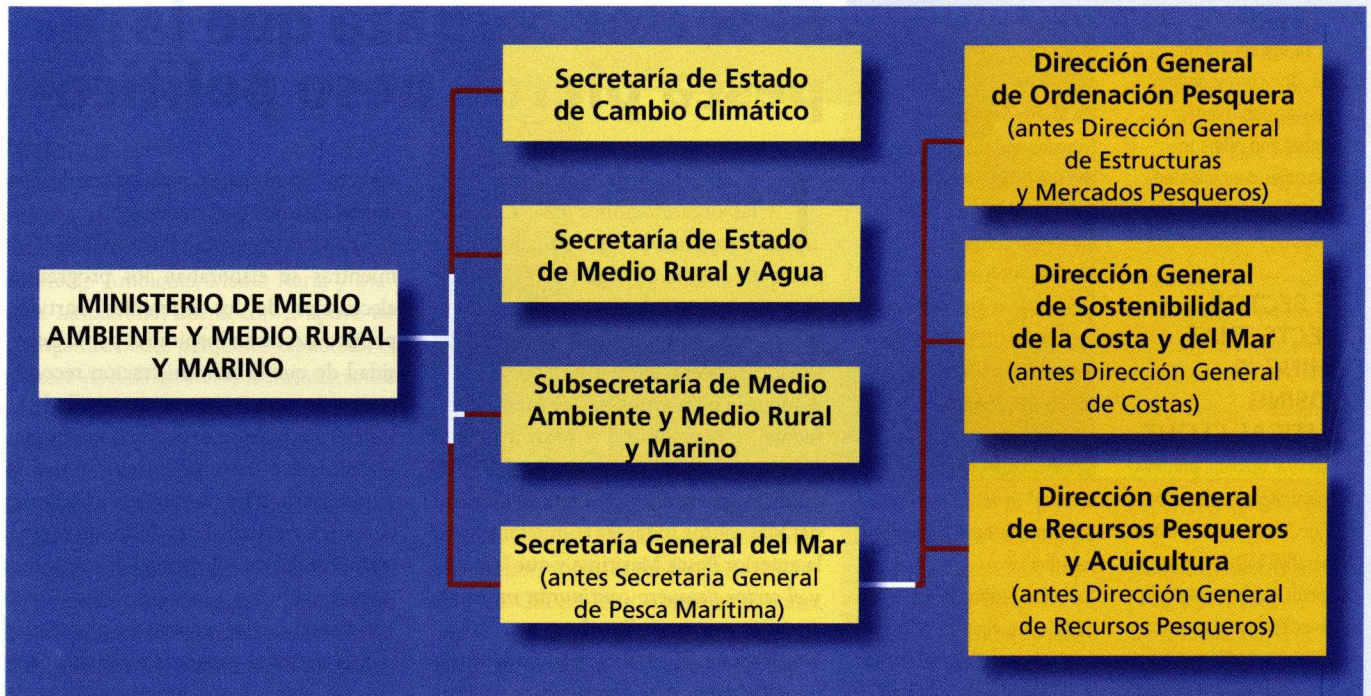 MINISTERIO DE MEDIO
AMBIENTE Y MEDIO RURAL
Y MARINO
Secretaría de Estado
de Cambio Climático
Secretaría de Estado
de Medio Rural y Agua
Subsecretaría de Medio
Ambiente y Medio Rural
y Marino
Secretaría General del Mar
(antes Secretaria General
de Pesca Marítima)
Dirección General
de Ordenación Pesquera
(antes Dirección General
de Estructuras
y Mercados Pesqueros)
Dirección General
de Sostenibilidad
de la Costa y del Mar
(antes Dirección General
de Costas)
Dirección General
de Recursos Pesqueros
y Acuicultura
(antes Dirección General
de Recursos Pesqueros)